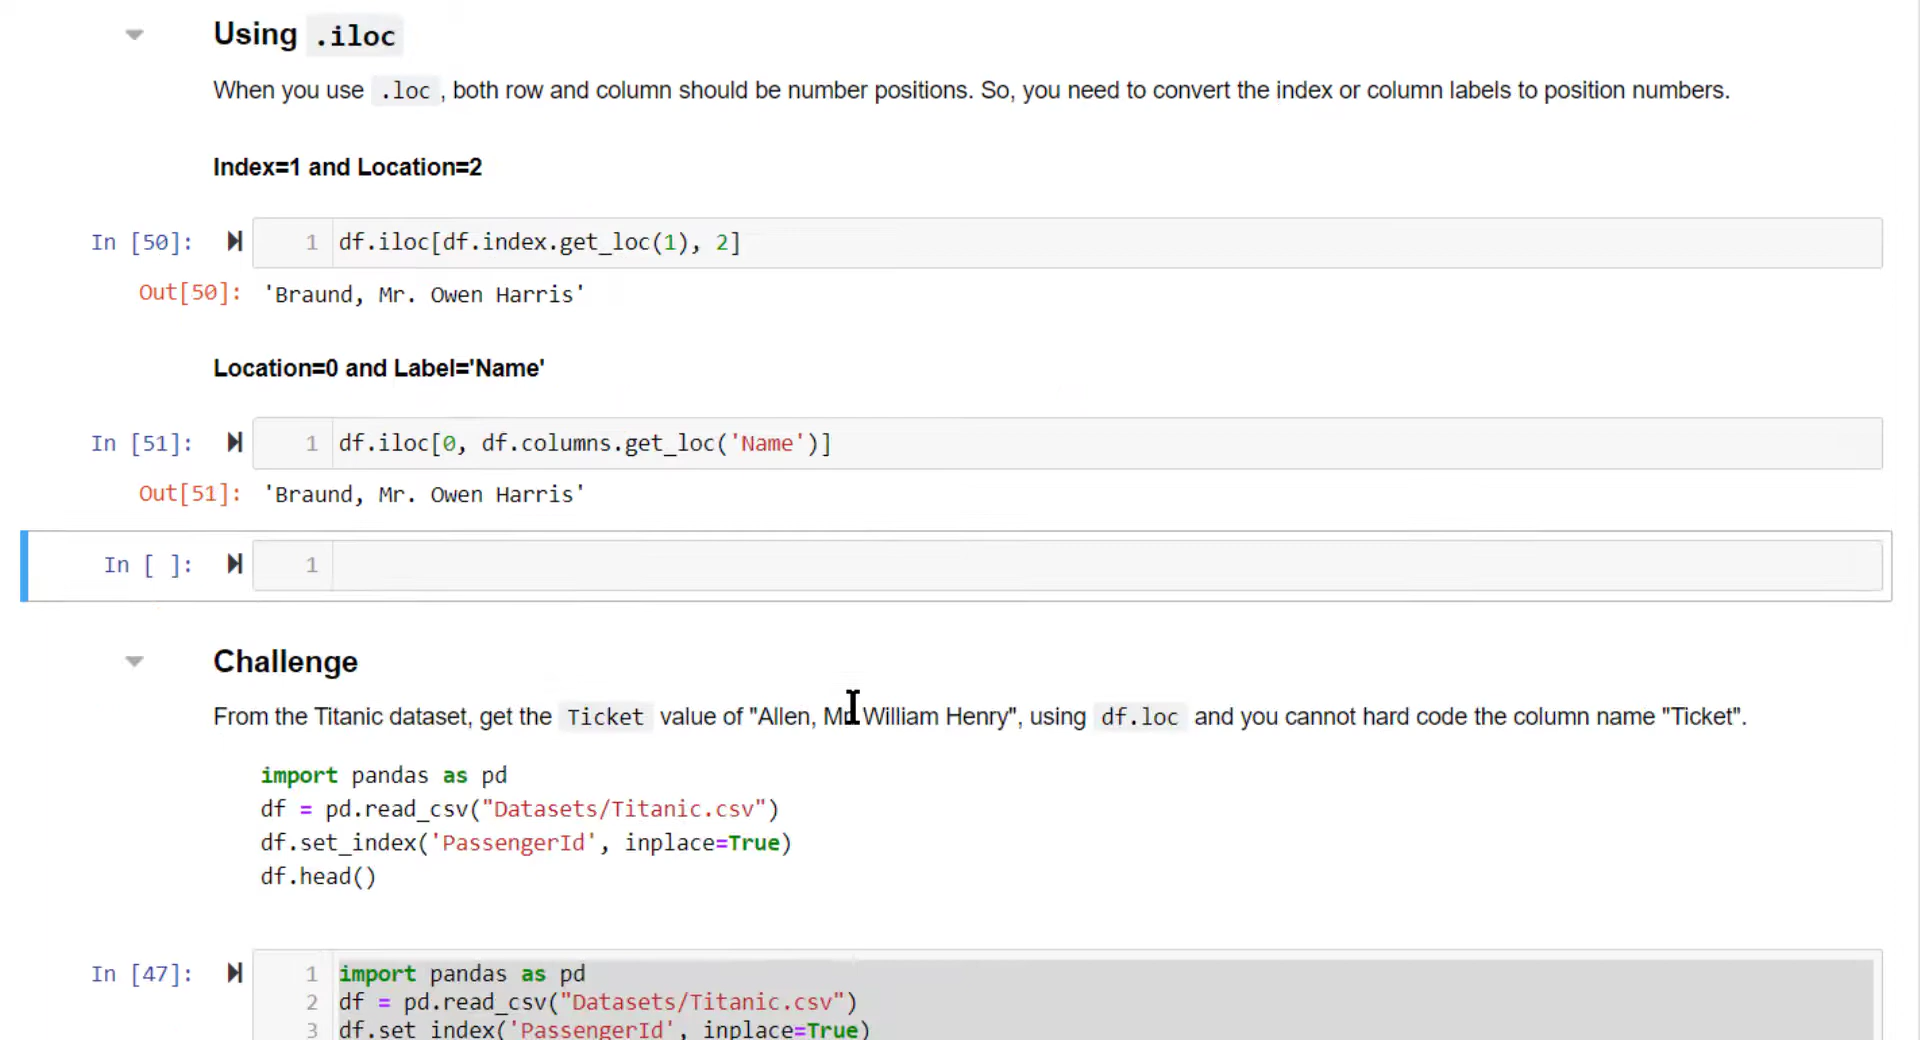 Using .iloc
When you use .loc , both row and column should be number positions. So, you need to convert the index or column labels to position numbers.
Index=1 and Location=2
In [50]: 1 df.iloc[df.index.get_loc(1), 2]
Out[50]: 'Braund, Mr. Owen Harris'
Location=0 and Label='Name'
In [51]: 1 df.iloc[0, df.columns.get_loc('Name')]
Out[51]: 'Braund, Mr. Owen Harris'
In [ ]: 1
Challenge
From the Titanic dataset, get the Ticket value of "Allen, Mr. William Henry", using df.loc and you cannot hard code the column name "Ticket".
import pandas as pd
df = pd.read_csv("Datasets/Titanic.csv")
df.set_index('PassengerId', inplace=True)
df.head()
In [47]: 1 import pandas as pd
2 df = pd.read_csv("Datasets/Titanic.csv")
3 df.set_index('PassengerId', inplace=True)